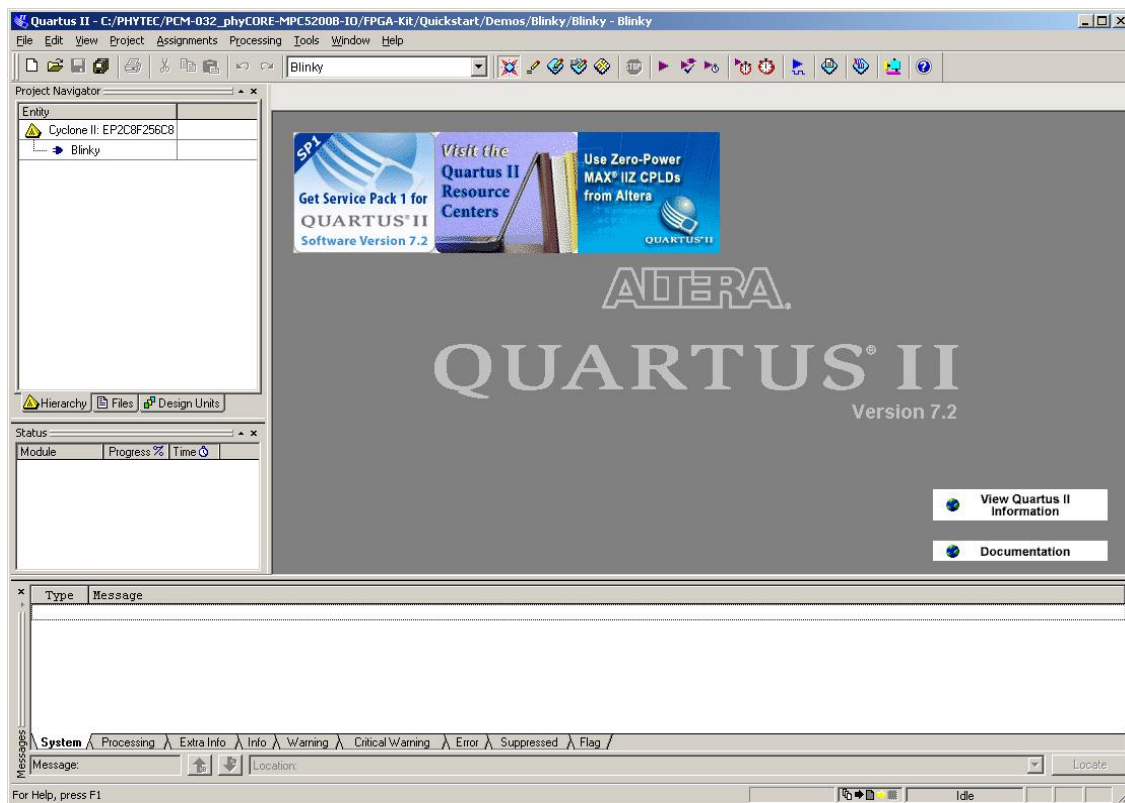 Quartus II - C:/PHYTEC/PCM-032_phyCORE-MPC5200B-IO/FPGA-Kit/Quickstart/Demos/Blinky/Blinky - Blinky
File Edit View Project Assignments Processing Tools Window Help
Blinky
STOP
Project Navigator
Entity
Cyclone II: EP2C8F256C8
Blinky
Hierarchy Files Design Units
Status
Module Progress % Time
SP1
Get Service Pack 1 for
QUARTUS® II
Software Version 7.2
Visit the
Quartus II
Resource
Centers
Use Zero-Power
MAX® IIZ CPLDs
from Altera
QUARTUS® II
ALTERA.
QUARTUS® II
Version 7.2
View Quartus II
Information
Documentation
Type Message
Messages
System Processing Extra Info Info Warning Critical Warning Error Suppressed Flag
Message: Location: Locate
For Help, press F1 Idle